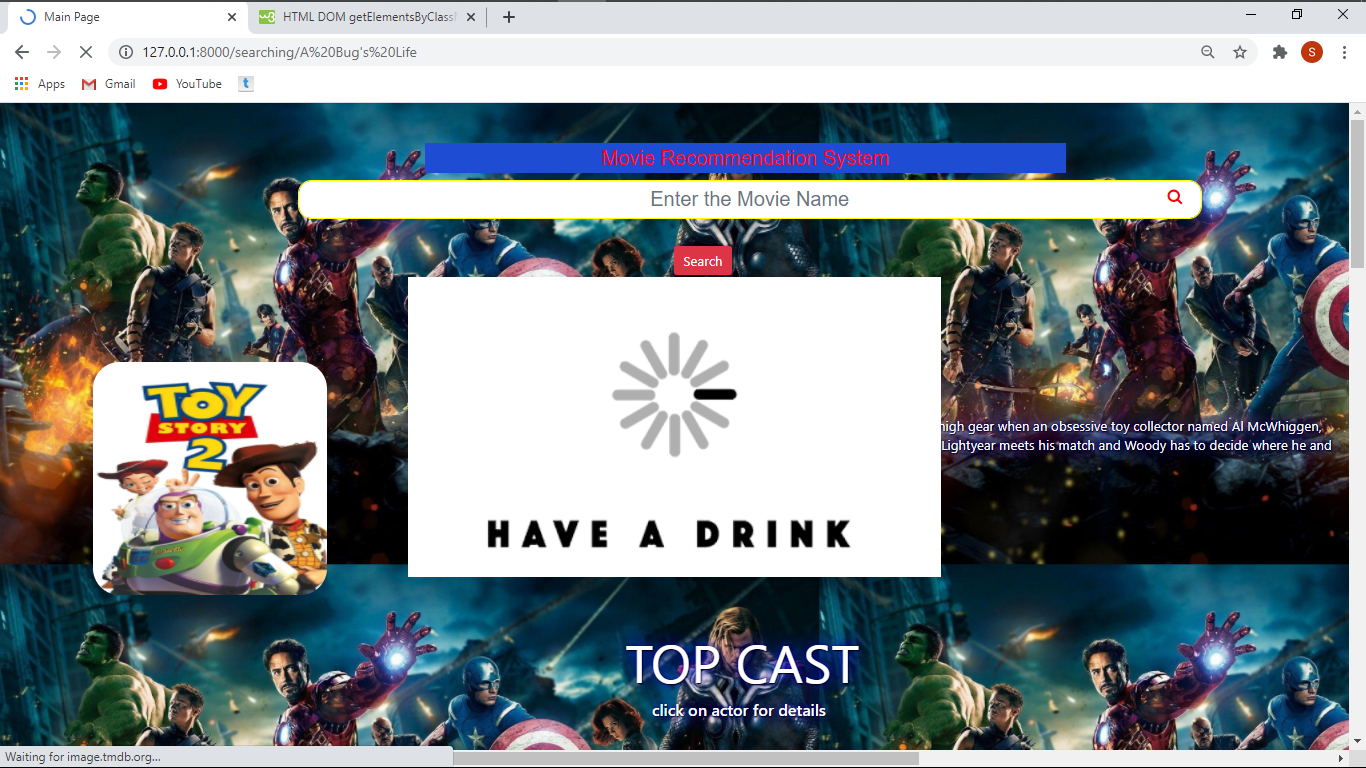 Main Page
HTML DOM getElementsByClass
127.0.0.1:8000/searching/A%20Bug's%20Life
S
Apps
Gmail
YouTube
t
Movie Recommendation System
Enter the Movie Name
Search
TOY
STORY
2
HAVE A DRINK
high gear when an obsessive toy collector named Al McWhiggen,
Lightyear meets his match and Woody has to decide where he and
TOP CAST
click on actor for details
Waiting for image.tmdb.org...